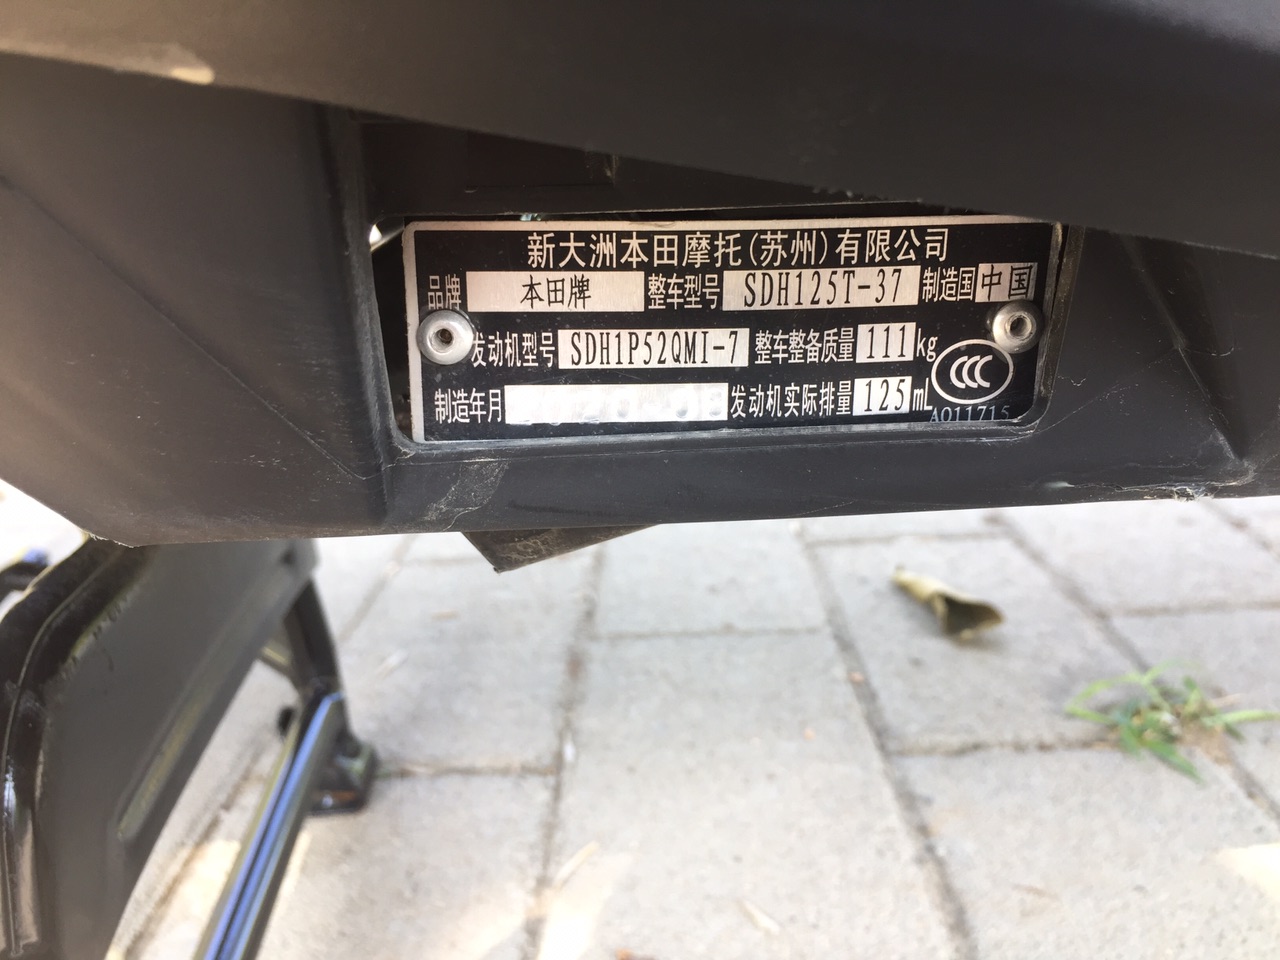 新大洲本田摩托(苏州)有限公司
品牌 本田牌 整车型号 SDH125T-37 制造国 中国
发动机型号 SDH1P52QMI-7 整车整备质量 111 kg
CCC
制造年月 发动机实际排量 125 mL
A011715